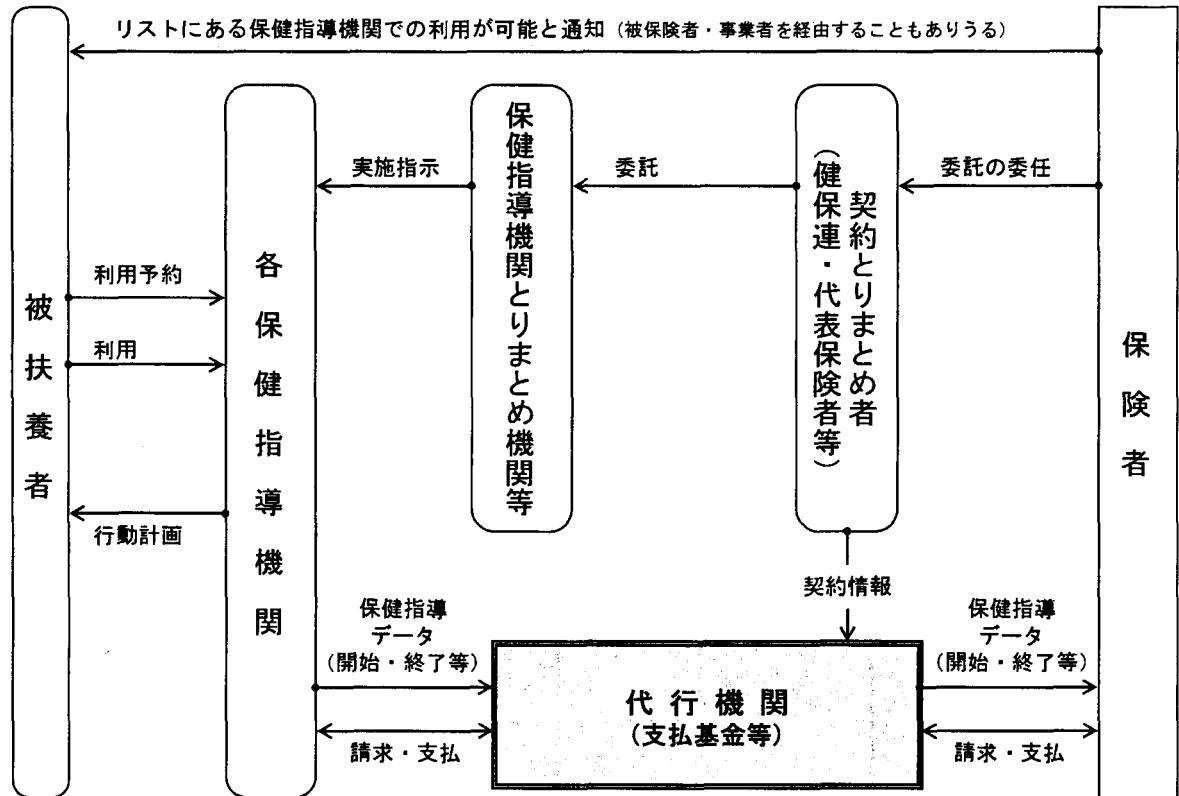 リストにある保健指導機関での利用が可能と通知（被保険者・事業者を経由することもありうる）
被扶養者
各保健指導機関
保健指導機関とりまとめ機関等
契約とりまとめ者
（健保連・代表保険者等）
保険者
実施指示
委託
委託の委任
利用予約
利用
行動計画
契約情報
保健指導
データ
（開始・終了等）
請求・支払
代行機関
（支払基金等）
保健指導
データ
（開始・終了等）
請求・支払